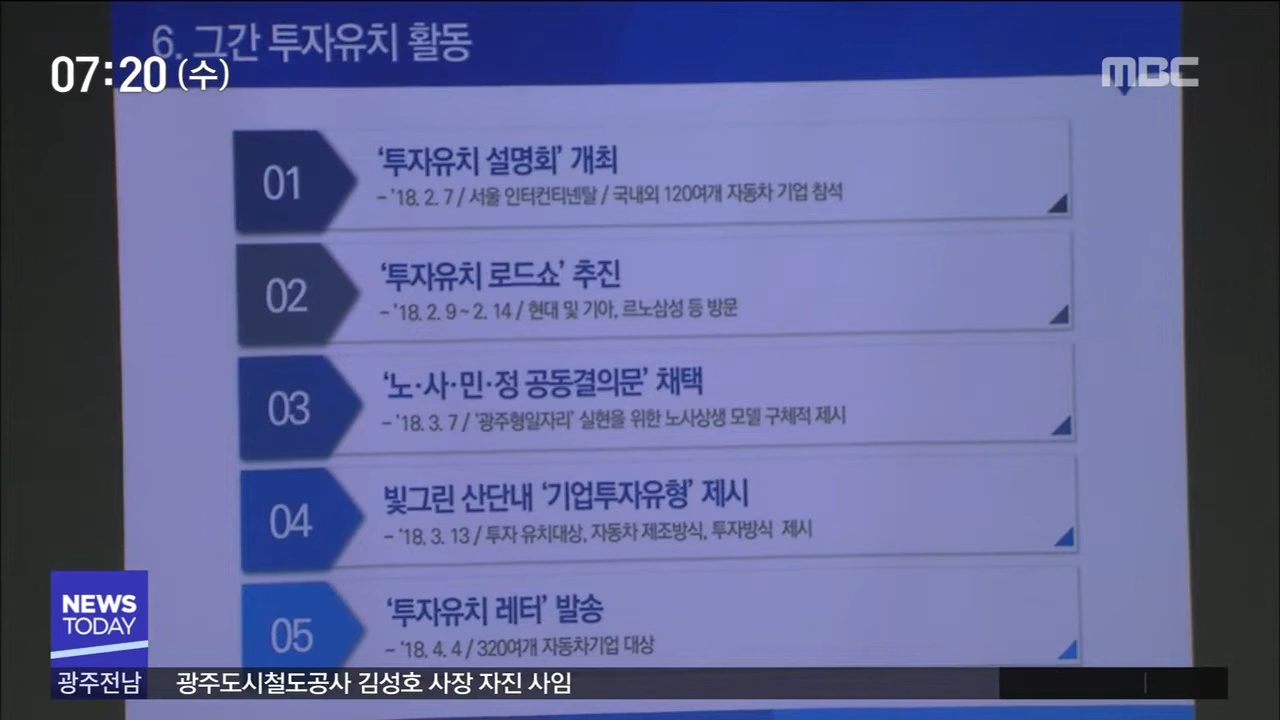 6. 그간 투자유치 활동
07:20 (수)
MBC
01
‘투자유치 설명회’ 개최
- ’18. 2. 7 / 서울 인터컨티넨탈 / 국내외 120여개 자동차 기업 참석
02
‘투자유치 로드쇼’ 추진
- ’18. 2. 9 ~ 2. 14 / 현대 및 기아, 르노삼성 등 방문
03
‘노·사·민·정 공동결의문’ 채택
- ’18. 3. 7 / ‘광주형일자리’ 실현을 위한 노사상생 모델 구체적 제시
04
빛그린 산단내 ‘기업투자유형’ 제시
- ‘18. 3. 13 / 투자 유치대상, 자동차 제조방식, 투자방식 제시
05
‘투자유치 레터’ 발송
- ‘18. 4. 4 / 320여개 자동차기업 대상
NEWS
TODAY
광주전남 광주도시철도공사 김성호 사장 자진 사임